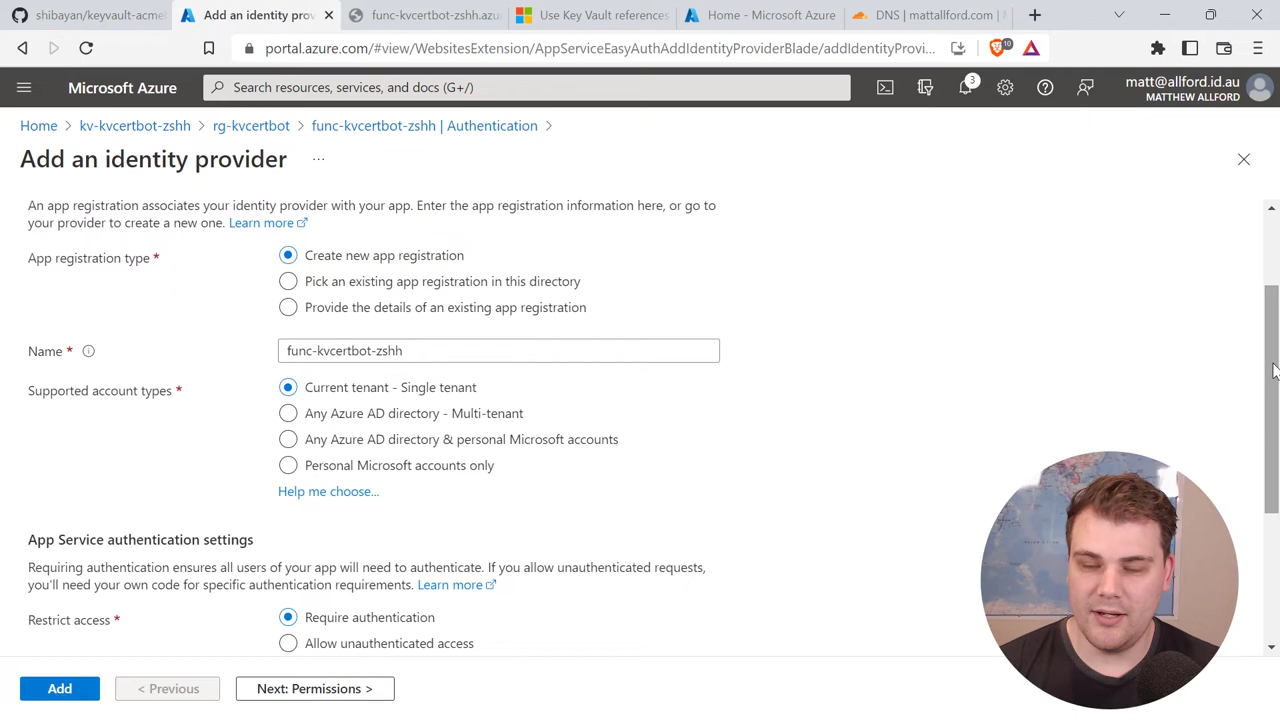 shibayan/keyvault-acme
Add an identity prov
func-kvcertbot-zshh.azu
Use Key Vault references
Home - Microsoft Azure
DNS | mattallford.com |
portal.azure.com/#view/WebsitesExtension/AppServiceEasyAuthAddIdentityProviderBlade/addIdentityProvi...
10
Microsoft Azure
Search resources, services, and docs (G+/)
3
matt@allford.id.au
MATTHEW ALLFORD
Home > kv-kvcertbot-zshh > rg-kvcertbot > func-kvcertbot-zshh | Authentication >
Add an identity provider ...
An app registration associates your identity provider with your app. Enter the app registration information here, or go to
your provider to create a new one. Learn more
App registration type *
Create new app registration
Pick an existing app registration in this directory
Provide the details of an existing app registration
Name *
func-kvcertbot-zshh
Supported account types *
Current tenant - Single tenant
Any Azure AD directory - Multi-tenant
Any Azure AD directory & personal Microsoft accounts
Personal Microsoft accounts only
Help me choose...
App Service authentication settings
Requiring authentication ensures all users of your app will need to authenticate. If you allow unauthenticated requests,
you'll need your own code for specific authentication requirements. Learn more
Restrict access *
Require authentication
Allow unauthenticated access
Add
< Previous
Next: Permissions >